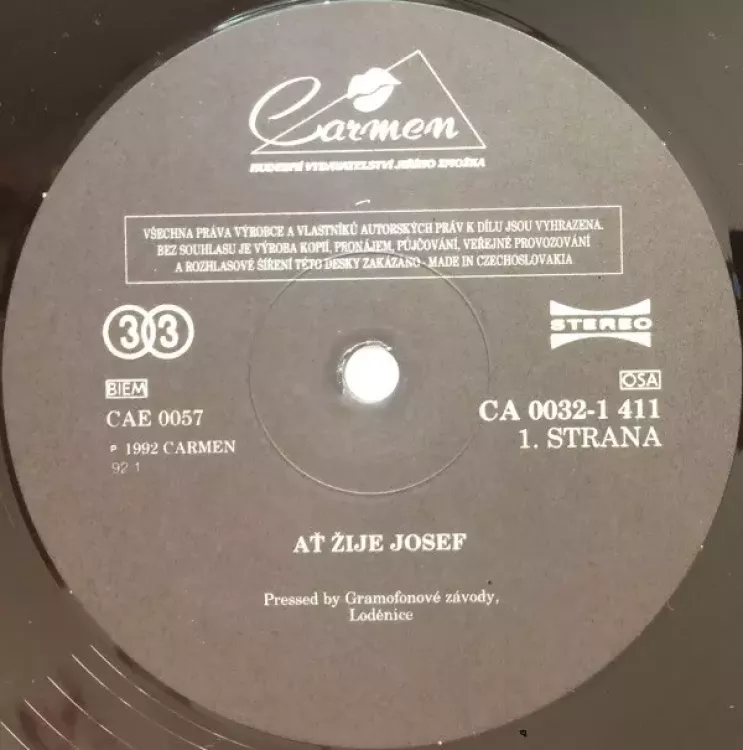 Carmen
HUDEBNÍ VYDAVATELSTVÍ JIŘÍHO ZMOŽKA
VŠECHNA PRÁVA VÝROBCE A VLASTNÍKŮ AUTORSKÝCH PRÁV K DÍLU JSOU VYHRAZENA.
BEZ SOUHLASU JE VÝROBA KOPIÍ, PRONÁJEM, PŮJČOVÁNÍ, VEŘEJNÉ PROVOZOVÁNÍ
A ROZHLASOVÉ ŠÍŘENÍ TÉTO DESKY ZAKÁZÁNO - MADE IN CZECHOSLOVAKIA
33
STEREO
BIEM
OSA
CAE 0057
CA 0032-1 411
℗ 1992 CARMEN
1. STRANA
92 1
AŤ ŽIJE JOSEF
Pressed by Gramofonové závody,
Loděnice